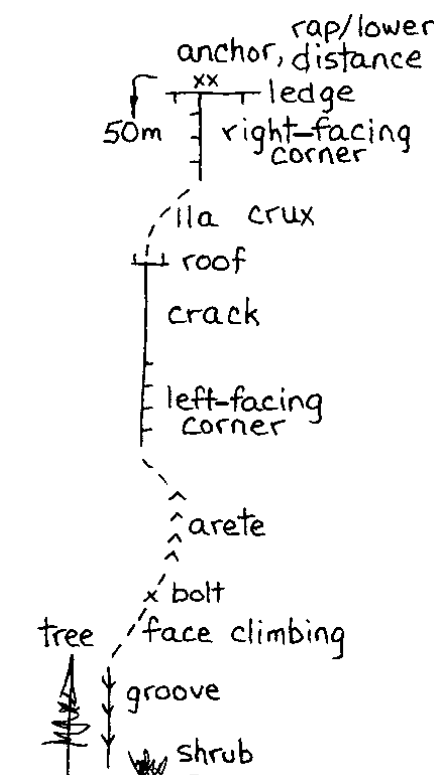 rap/lower
anchor, distance
xx
ledge
50m
right-facing
corner
11a crux
roof
crack
left-facing
corner
arete
x bolt
face climbing
tree
groove
shrub